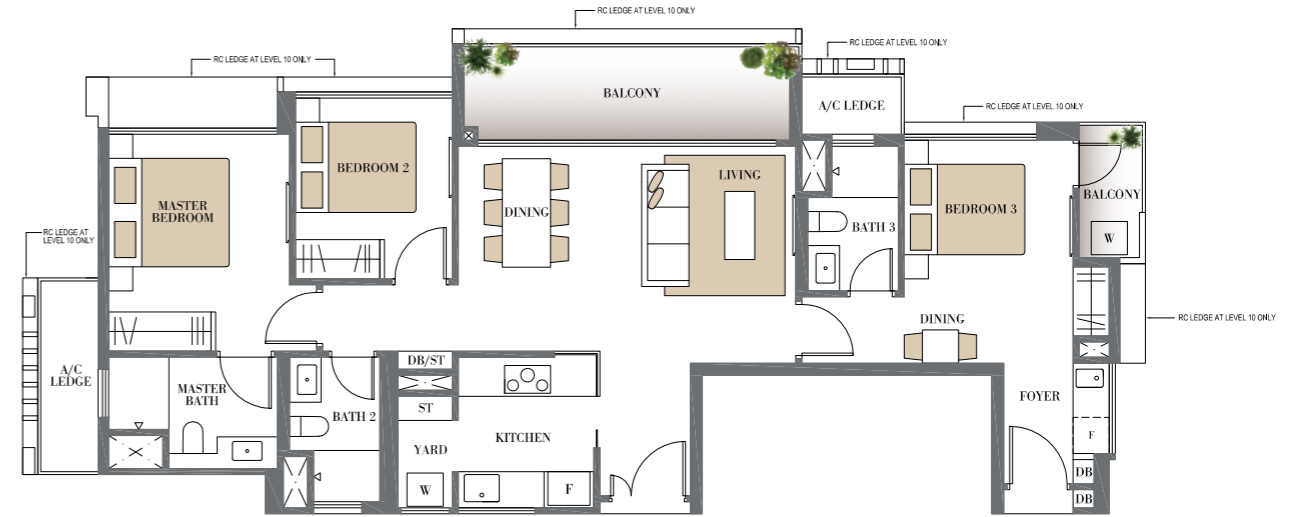 RC LEDGE AT LEVEL 10 ONLY
RC LEDGE AT LEVEL 10 ONLY
RC LEDGE AT LEVEL 10 ONLY
BALCONY
A/C LEDGE
RC LEDGE AT LEVEL 10 ONLY
BEDROOM 2
LIVING
MASTER
BEDROOM
DINING
BEDROOM 3
BALCONY
BATH 3
W
RC LEDGE AT
LEVEL 10 ONLY
RC LEDGE AT LEVEL 10 ONLY
DINING
A/C
LEDGE
DB/ST
MASTER
BATH
BATH 2
ST
FOYER
YARD
KITCHEN
F
W
F
DB
DB